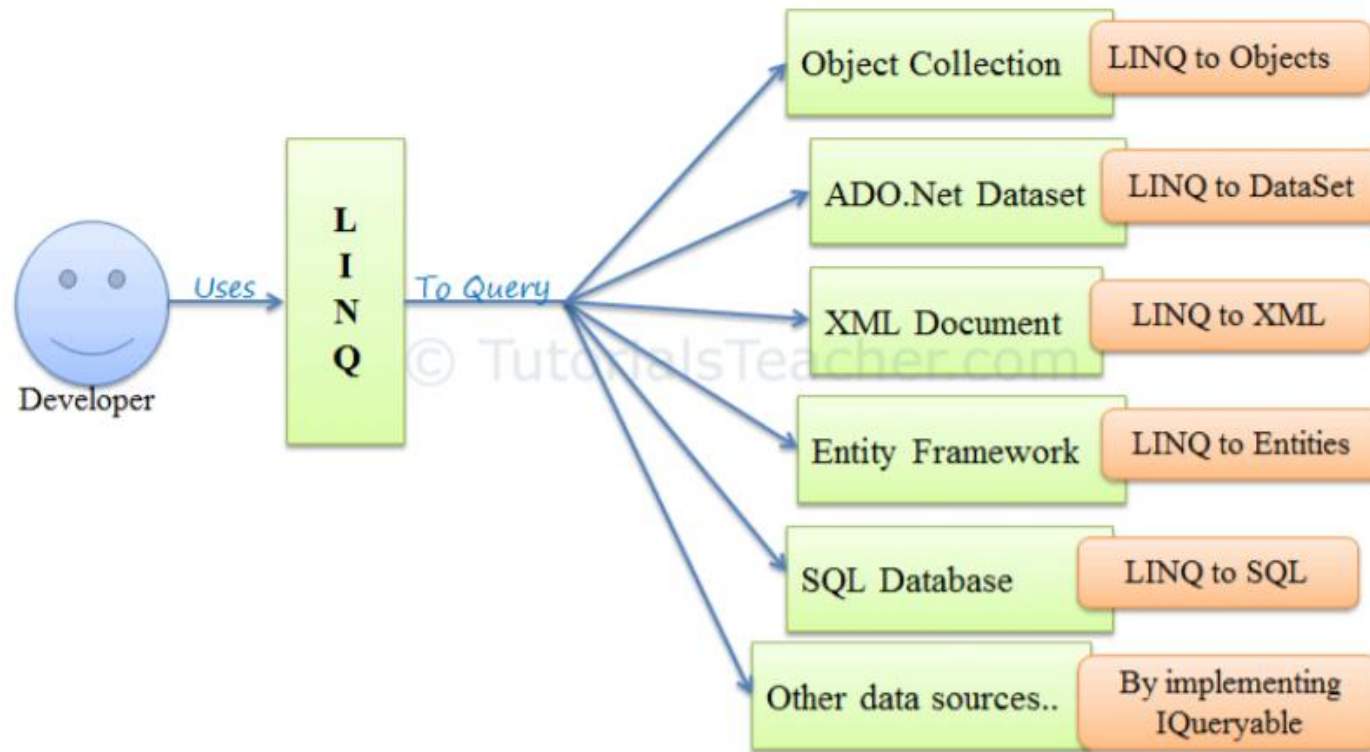 Object Collection
LINQ to Objects
ADO.Net Dataset
LINQ to DataSet
L
I
N
Q
Uses
To Query
XML Document
LINQ to XML
© TutorialsTeacher.com
Developer
Entity Framework
LINQ to Entities
SQL Database
LINQ to SQL
Other data sources..
By implementing
IQueryable